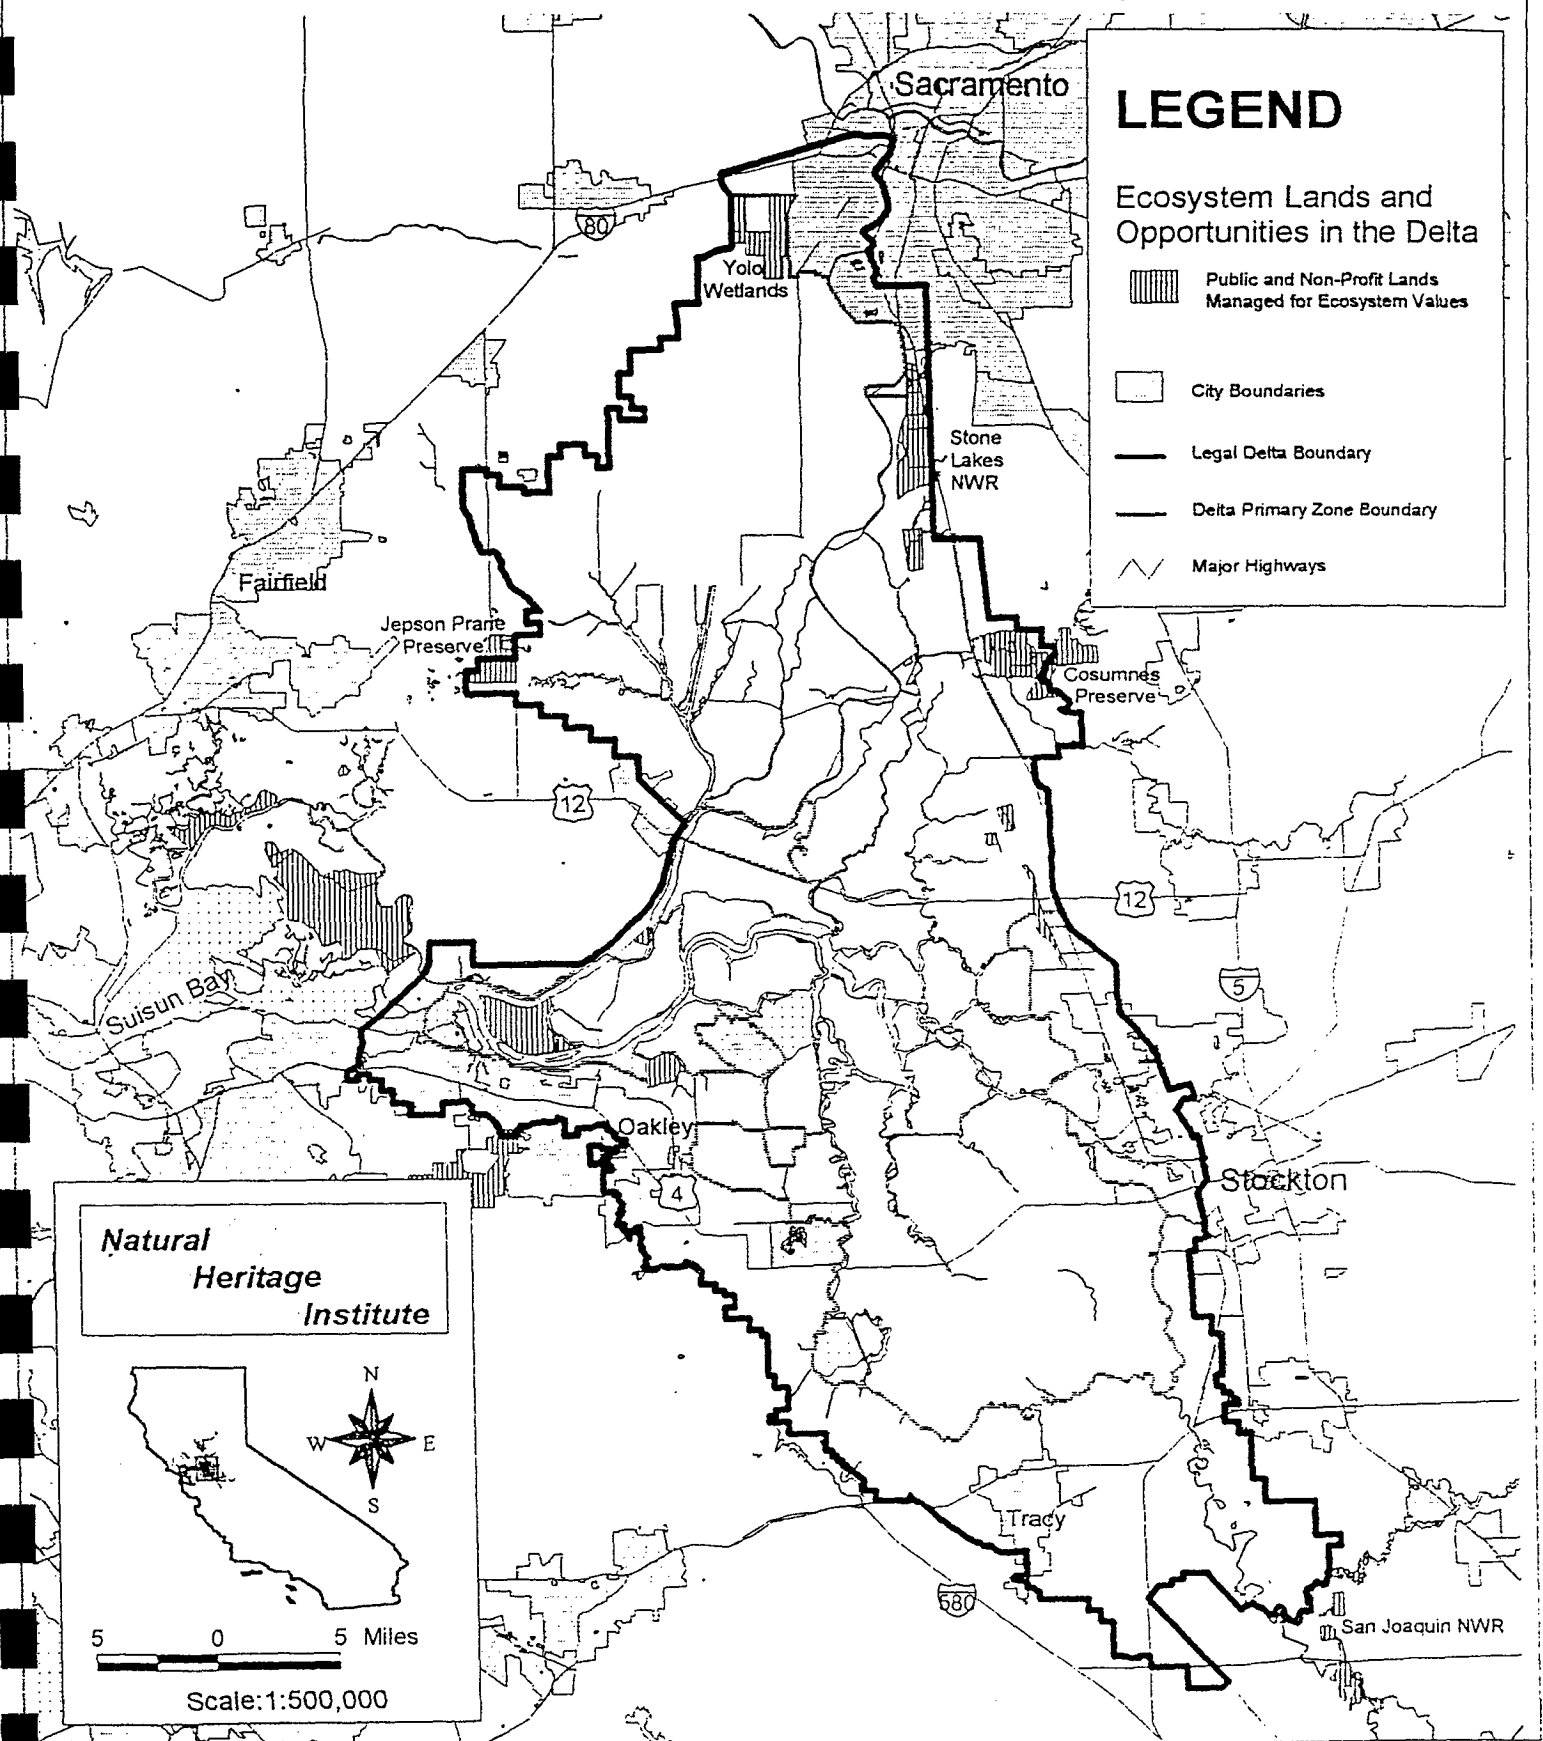 Sacramento
LEGEND
Ecosystem Lands and
Opportunities in the Delta
Public and Non-Profit Lands
Managed for Ecosystem Values
City Boundaries
Legal Delta Boundary
Delta Primary Zone Boundary
Major Highways
80
Yolo
Wetlands
Stone
Lakes
NWR
Fairfield
Jepson Prarie
Preserve
Cosumnes
Preserve
12
12
5
Suisun Bay
Oakley
4
Stockton
Natural
Heritage
Institute
N
W
E
S
5 0 5 Miles
Scale:1:500,000
Tracy
580
San Joaquin NWR